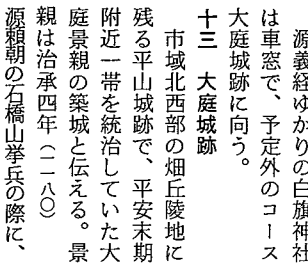 源義経ゆかりの白旗神社
は車窓で、予定外のコース
大庭城跡に向う。
十三　大庭城跡
市域北西部の畑丘陵地に
残る平山城跡で、平安末期
附近一帯を統治していた大
庭景親の築城と伝える。景
親は治承四年（一一八〇）
源頼朝の石橋山挙兵の際に、